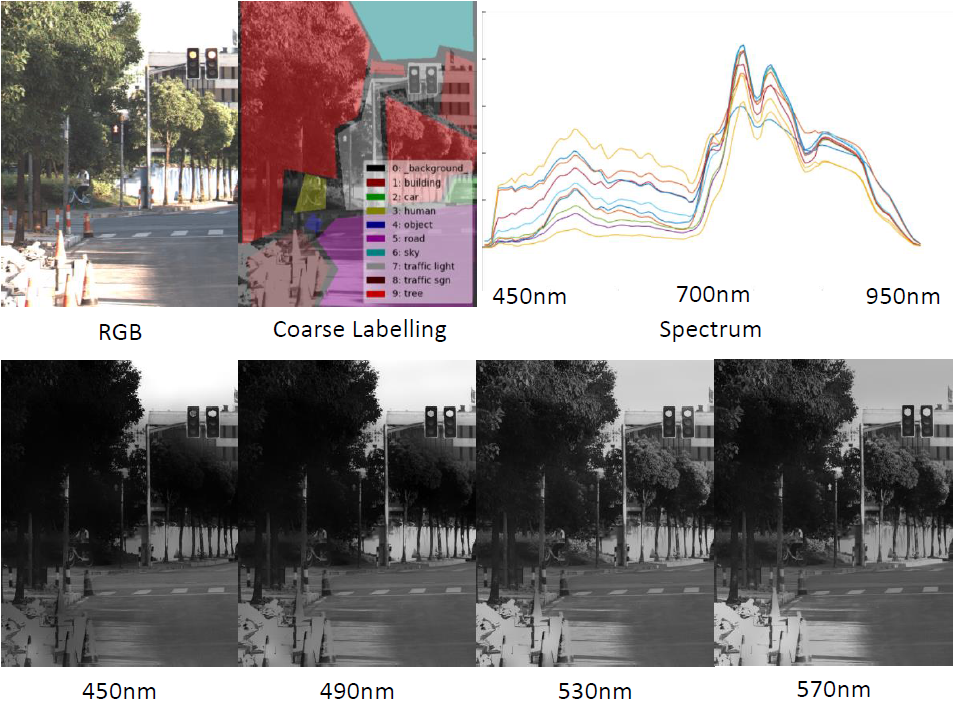 0: _background
1: building
2: car
3: human
4: object
5: road
6: sky
7: traffic light
8: traffic sgn
9: tree
450nm
700nm
950nm
RGB
Coarse Labelling
Spectrum
450nm
490nm
530nm
570nm